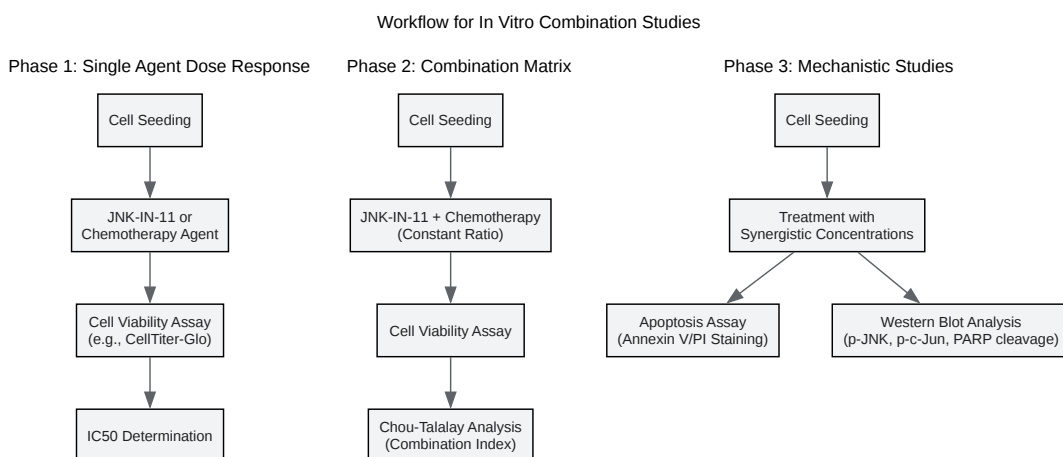 Workflow for In Vitro Combination Studies
Phase 1: Single Agent Dose Response
Cell Seeding
JNK-IN-11 or
Chemotherapy Agent
Cell Viability Assay
(e.g., CellTiter-Glo)
IC50 Determination
Phase 2: Combination Matrix
Cell Seeding
JNK-IN-11 + Chemotherapy
(Constant Ratio)
Cell Viability Assay
Chou-Talalay Analysis
(Combination Index)
Phase 3: Mechanistic Studies
Cell Seeding
Treatment with
Synergistic Concentrations
Apoptosis Assay
(Annexin V/PI Staining)
Western Blot Analysis
(p-JNK, p-c-Jun, PARP cleavage)